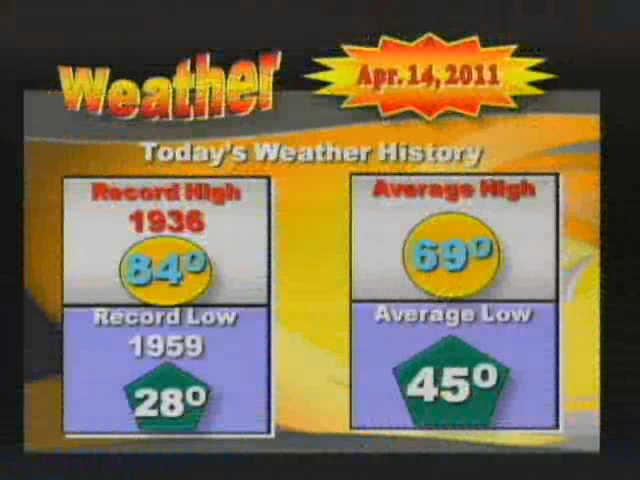 Weather
Apr. 14, 2011
Today's Weather History
Record High
1936
84°
Record Low
1959
28°
Average High
69°
Average Low
45°